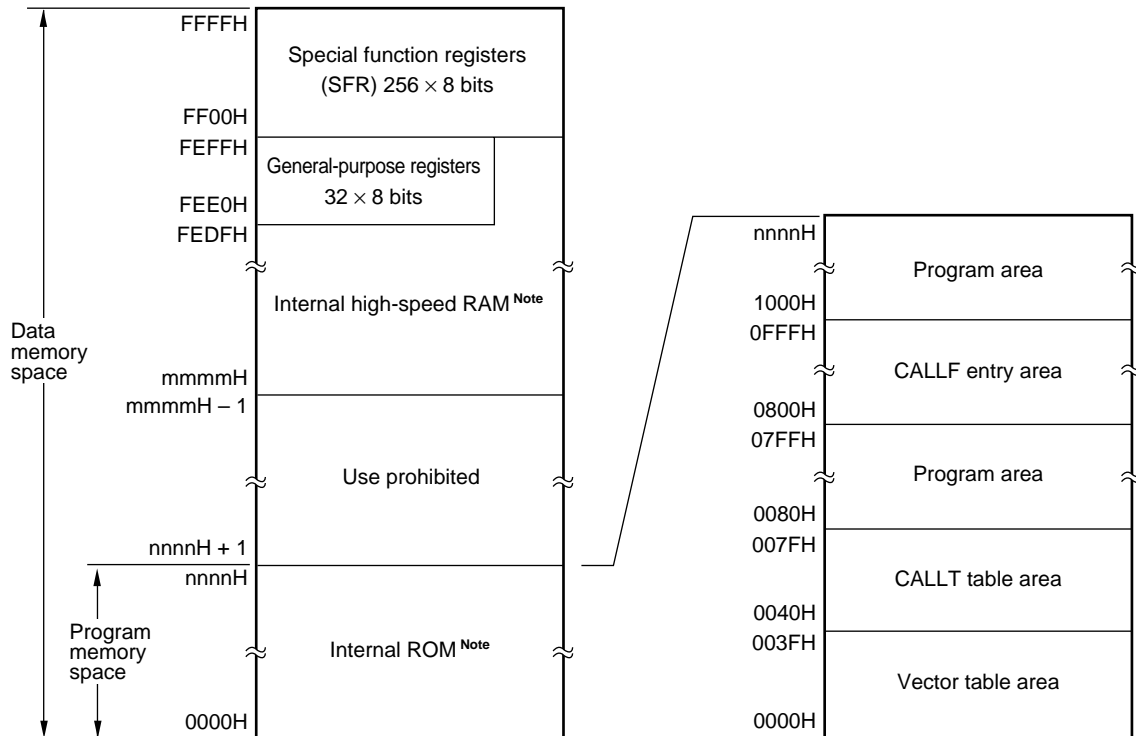 FFFFH
Special function registers
(SFR) 256 × 8 bits
FF00H
FEFFH
General-purpose registers
32 × 8 bits
FEE0H
FEDFH
Internal high-speed RAM Note
mmmmH
mmmmH – 1
Use prohibited
nnnnH + 1
nnnnH
Internal ROM Note
0000H
Data
memory
space
Program
memory
space
nnnnH
Program area
1000H
0FFFH
CALLF entry area
0800H
07FFH
Program area
0080H
007FH
CALLT table area
0040H
003FH
Vector table area
0000H